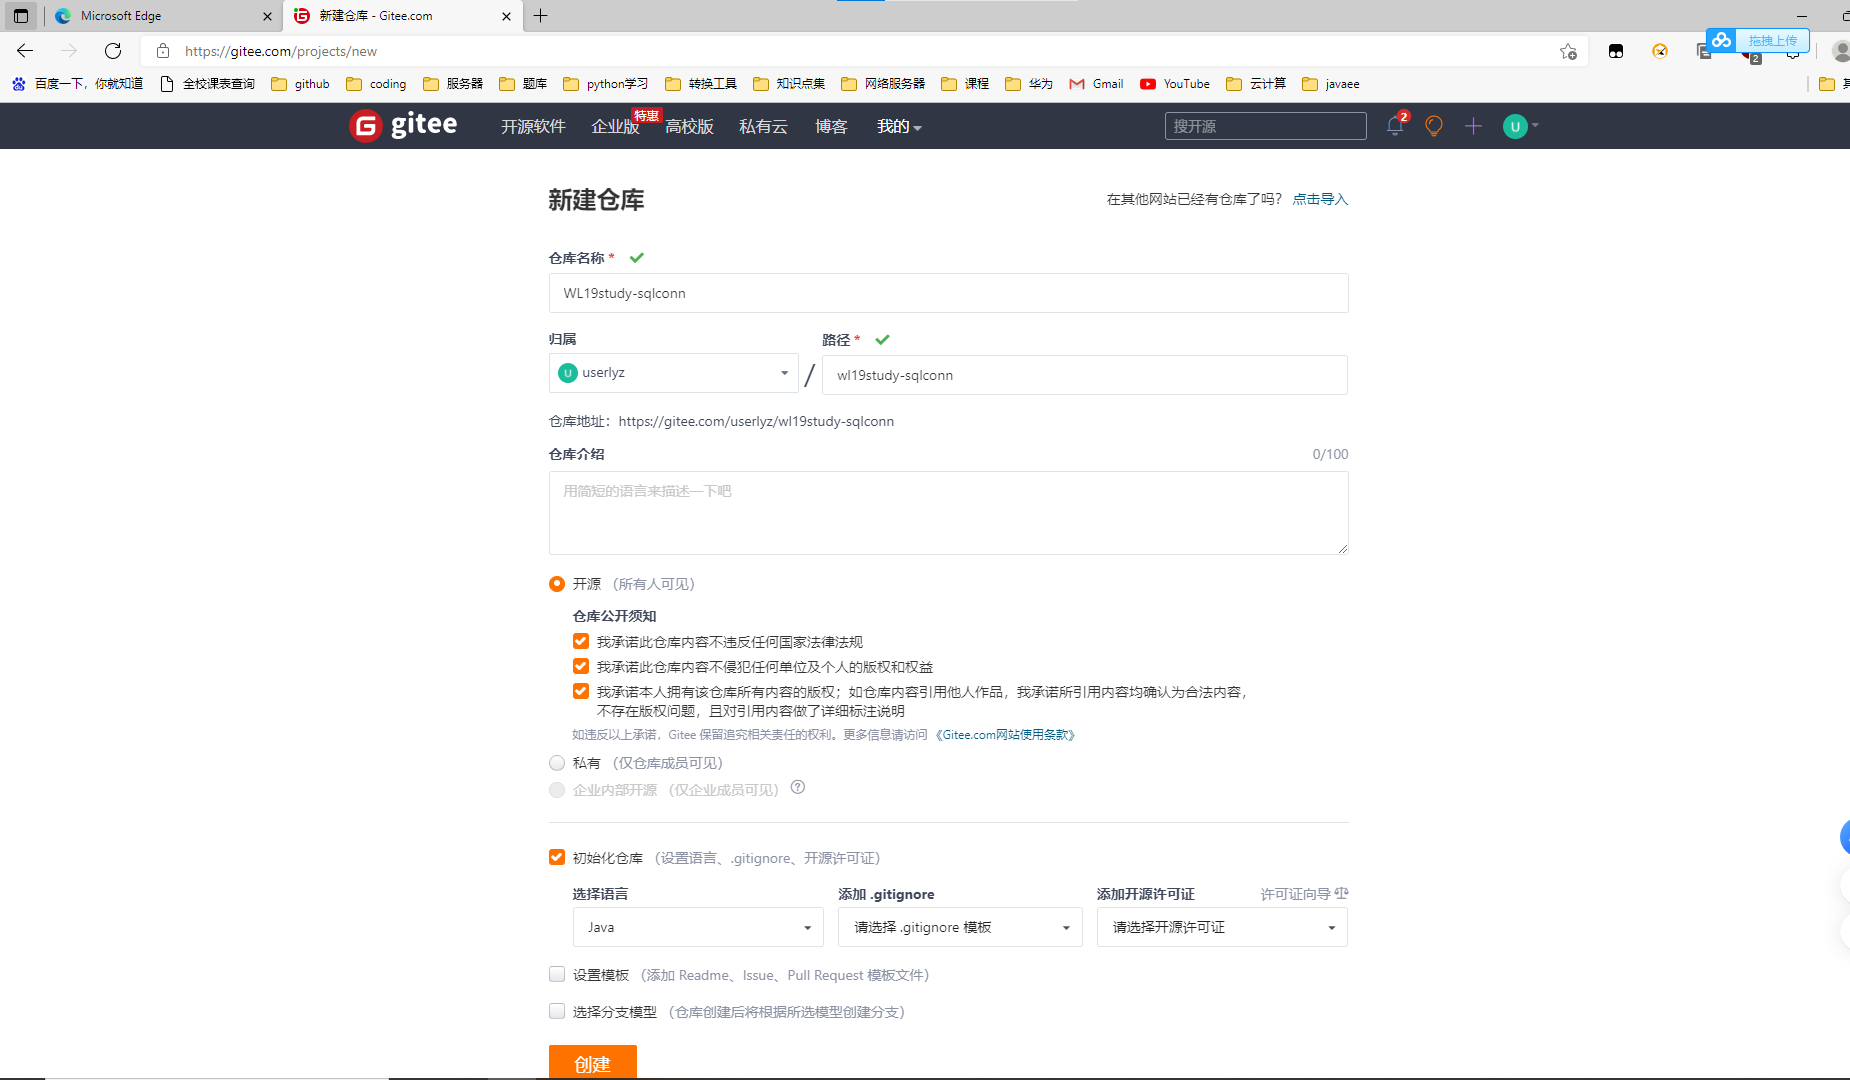 Microsoft Edge
新建仓库 - Gitee.com
https://gitee.com/projects/new
拖拽上传
2
百度一下，你就知道 全校课表查询 github coding 服务器 题库 python学习 转换工具 知识点集 网络服务器 课程 华为 Gmail YouTube 云计算 javaee
gitee 开源软件 企业版 特惠 高校版 私有云 博客 我的 搜开源 2 U
新建仓库
在其他网站已经有仓库了吗？ 点击导入
仓库名称 *
WL19study-sqlconn
归属
路径 *
U userlyz / wl19study-sqlconn
仓库地址：https://gitee.com/userlyz/wl19study-sqlconn
仓库介绍 0/100
用简短的语言来描述一下吧
开源 （所有人可见）
仓库公开须知
我承诺此仓库内容不违反任何国家法律法规
我承诺此仓库内容不侵犯任何单位及个人的版权和权益
我承诺本人拥有该仓库所有内容的版权；如仓库内容引用他人作品，我承诺所引用内容均确认为合法内容，
不存在版权问题，且对引用内容做了详细标注说明
如违反以上承诺，Gitee 保留追究相关责任的权利。更多信息请访问 《Gitee.com网站使用条款》
私有 （仅仓库成员可见）
企业内部开源 （仅企业成员可见） ?
初始化仓库 （设置语言、.gitignore、开源许可证）
选择语言 添加 .gitignore 添加开源许可证 许可证向导
Java 请选择 .gitignore 模板 请选择开源许可证
设置模板 （添加 Readme、Issue、Pull Request 模板文件）
选择分支模型 （仓库创建后将根据所选模型创建分支）
创建